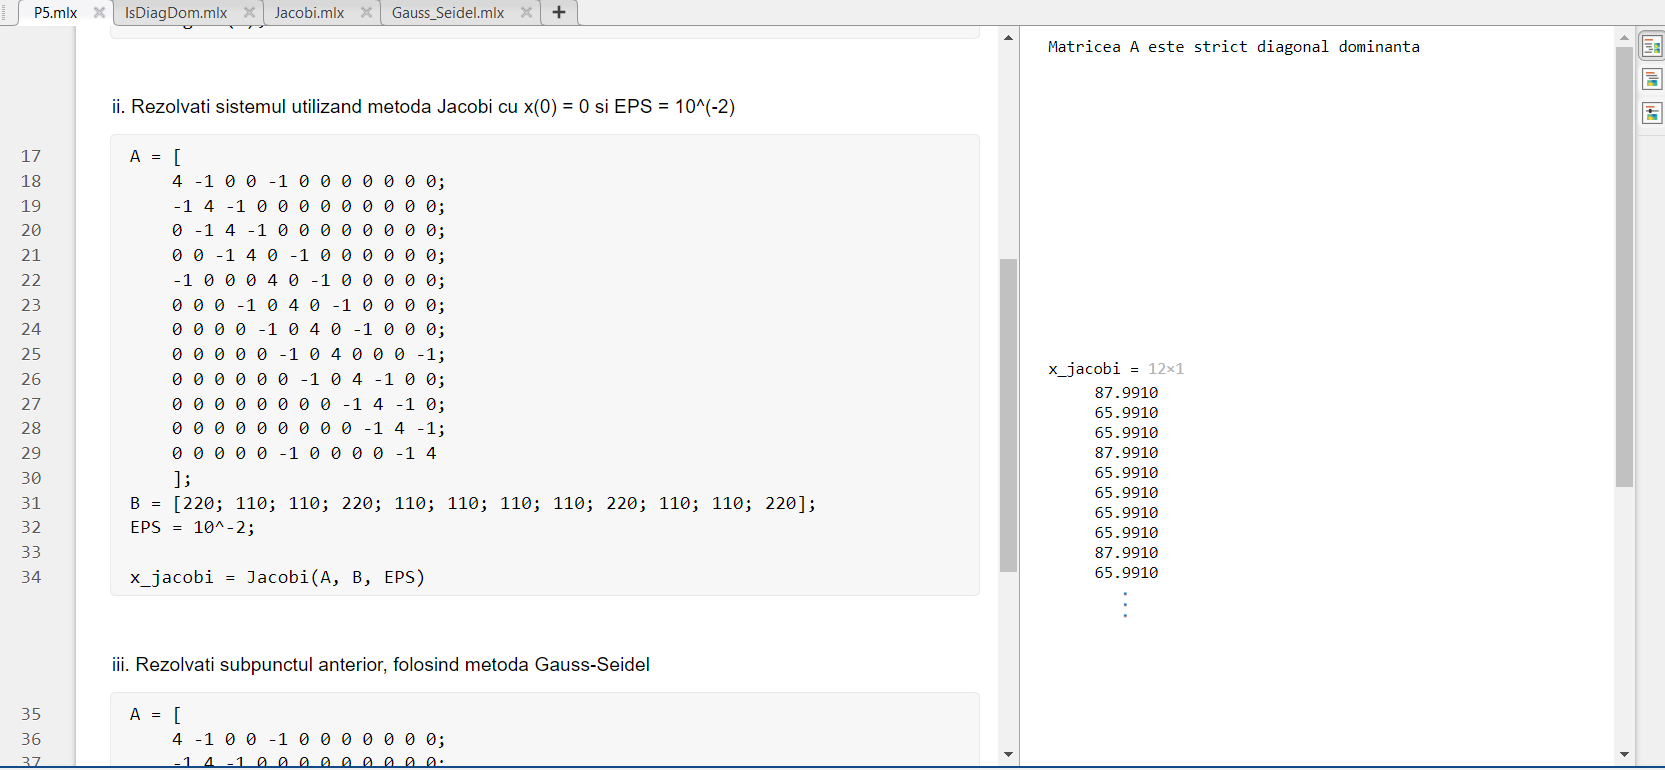 P5.mlx IsDiagDom.mlx Jacobi.mlx Gauss_Seidel.mlx +
ii. Rezolvati sistemul utilizand metoda Jacobi cu x(0) = 0 si EPS = 10^(-2)
17 A = [
18 4 -1 0 0 -1 0 0 0 0 0 0 0;
19 -1 4 -1 0 0 0 0 0 0 0 0 0;
20 0 -1 4 -1 0 0 0 0 0 0 0 0;
21 0 0 -1 4 0 -1 0 0 0 0 0 0;
22 -1 0 0 0 4 0 -1 0 0 0 0 0;
23 0 0 0 -1 0 4 0 -1 0 0 0 0;
24 0 0 0 0 -1 0 4 0 -1 0 0 0;
25 0 0 0 0 0 -1 0 4 0 0 0 -1;
26 0 0 0 0 0 0 -1 0 4 -1 0 0;
27 0 0 0 0 0 0 0 0 -1 4 -1 0;
28 0 0 0 0 0 0 0 0 0 -1 4 -1;
29 0 0 0 0 0 -1 0 0 0 0 -1 4
30 ];
31 B = [220; 110; 110; 220; 110; 110; 110; 110; 220; 110; 110; 220];
32 EPS = 10^-2;
33
34 x_jacobi = Jacobi(A, B, EPS)
iii. Rezolvati subpunctul anterior, folosind metoda Gauss-Seidel
35 A = [
36 4 -1 0 0 -1 0 0 0 0 0 0 0;
37 -1 4 -1 0 0 0 0 0 0 0 0 0;
Matricea A este strict diagonal dominanta
x_jacobi = 12×1
87.9910
65.9910
65.9910
87.9910
65.9910
65.9910
65.9910
65.9910
87.9910
65.9910
⋮